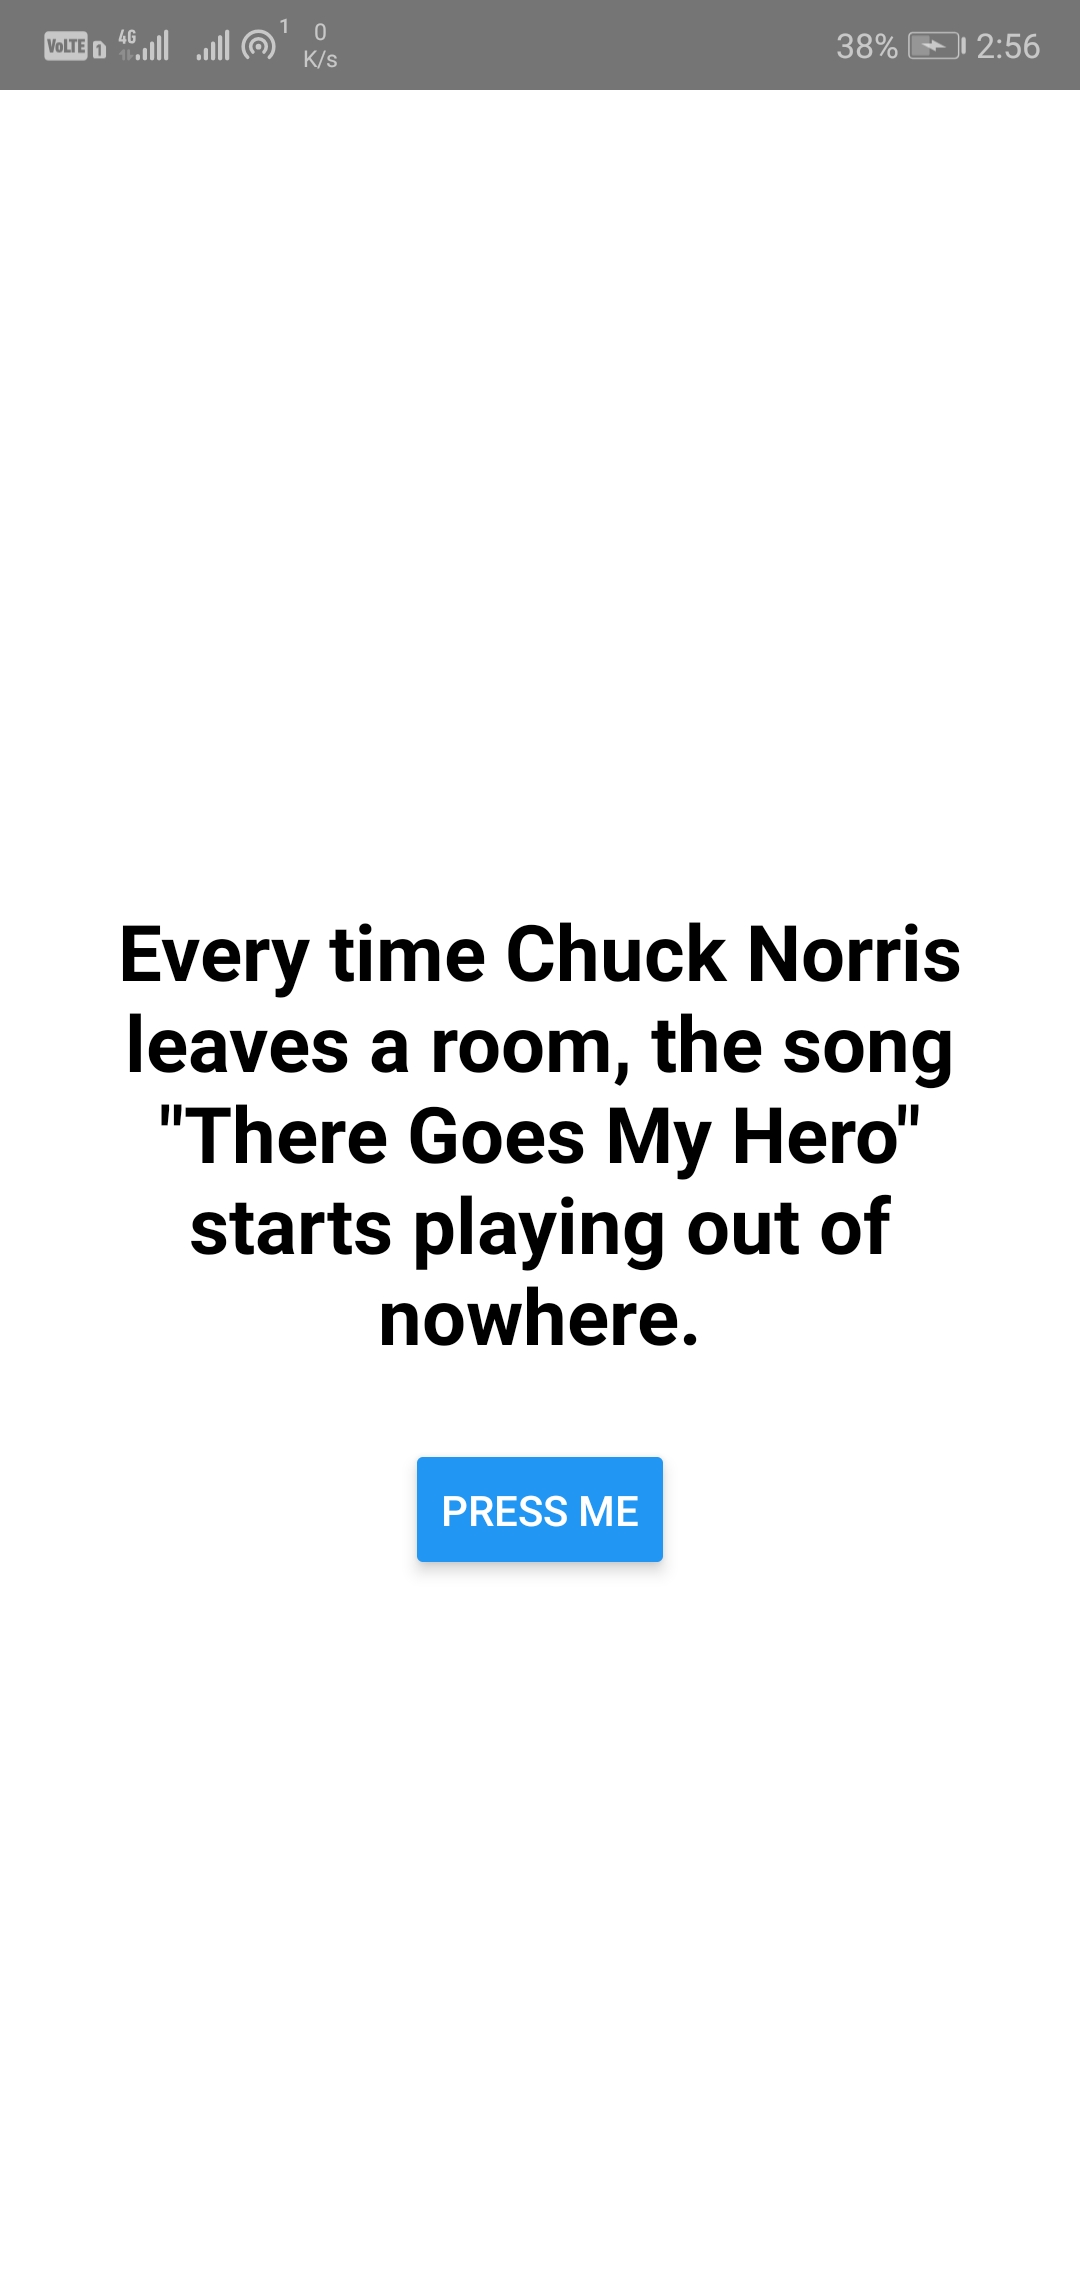 VoLTE 1 4G 1 0 K/s 38% 2:56
Every time Chuck Norris
leaves a room, the song
"There Goes My Hero"
starts playing out of
nowhere.
PRESS ME